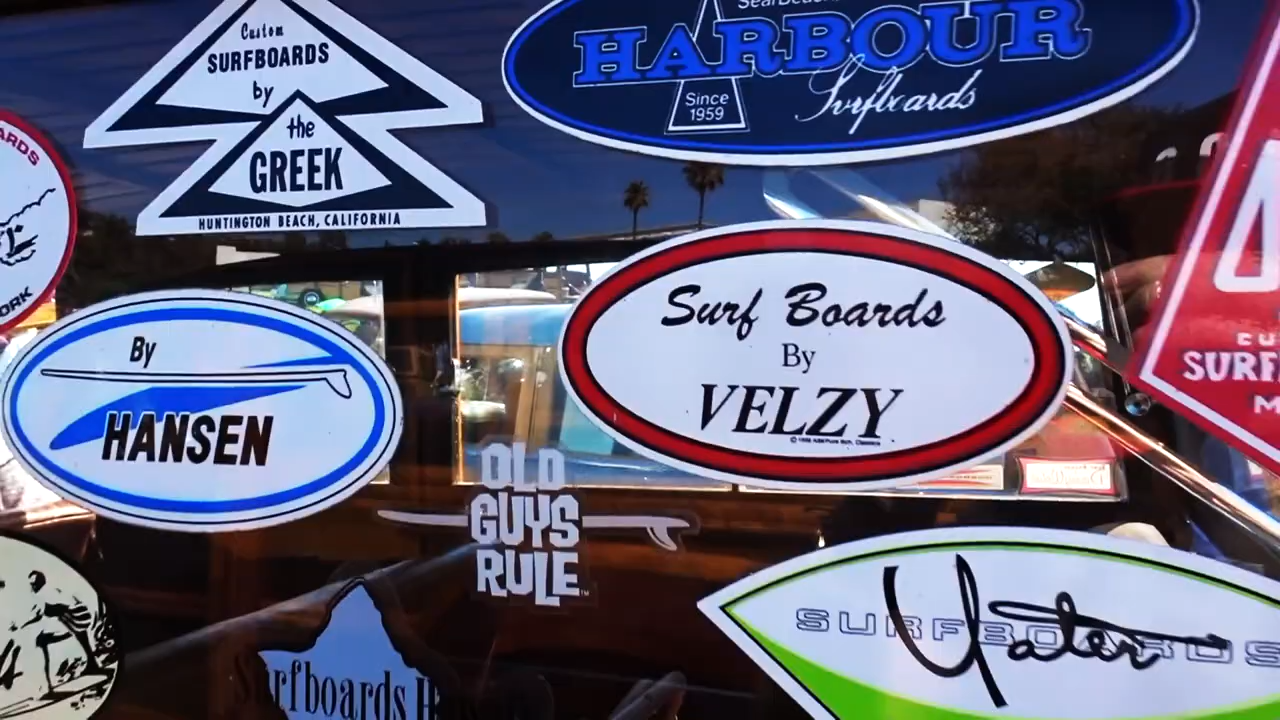 Custom
SURFBOARDS
by
the
GREEK
HUNTINGTON BEACH, CALIFORNIA
HARBOUR
Surfboards
Since
1959
By
HANSEN
Surf Boards
By
VELZY
OLD
GUYS
RULE
™
SURFBOARDS
Yater